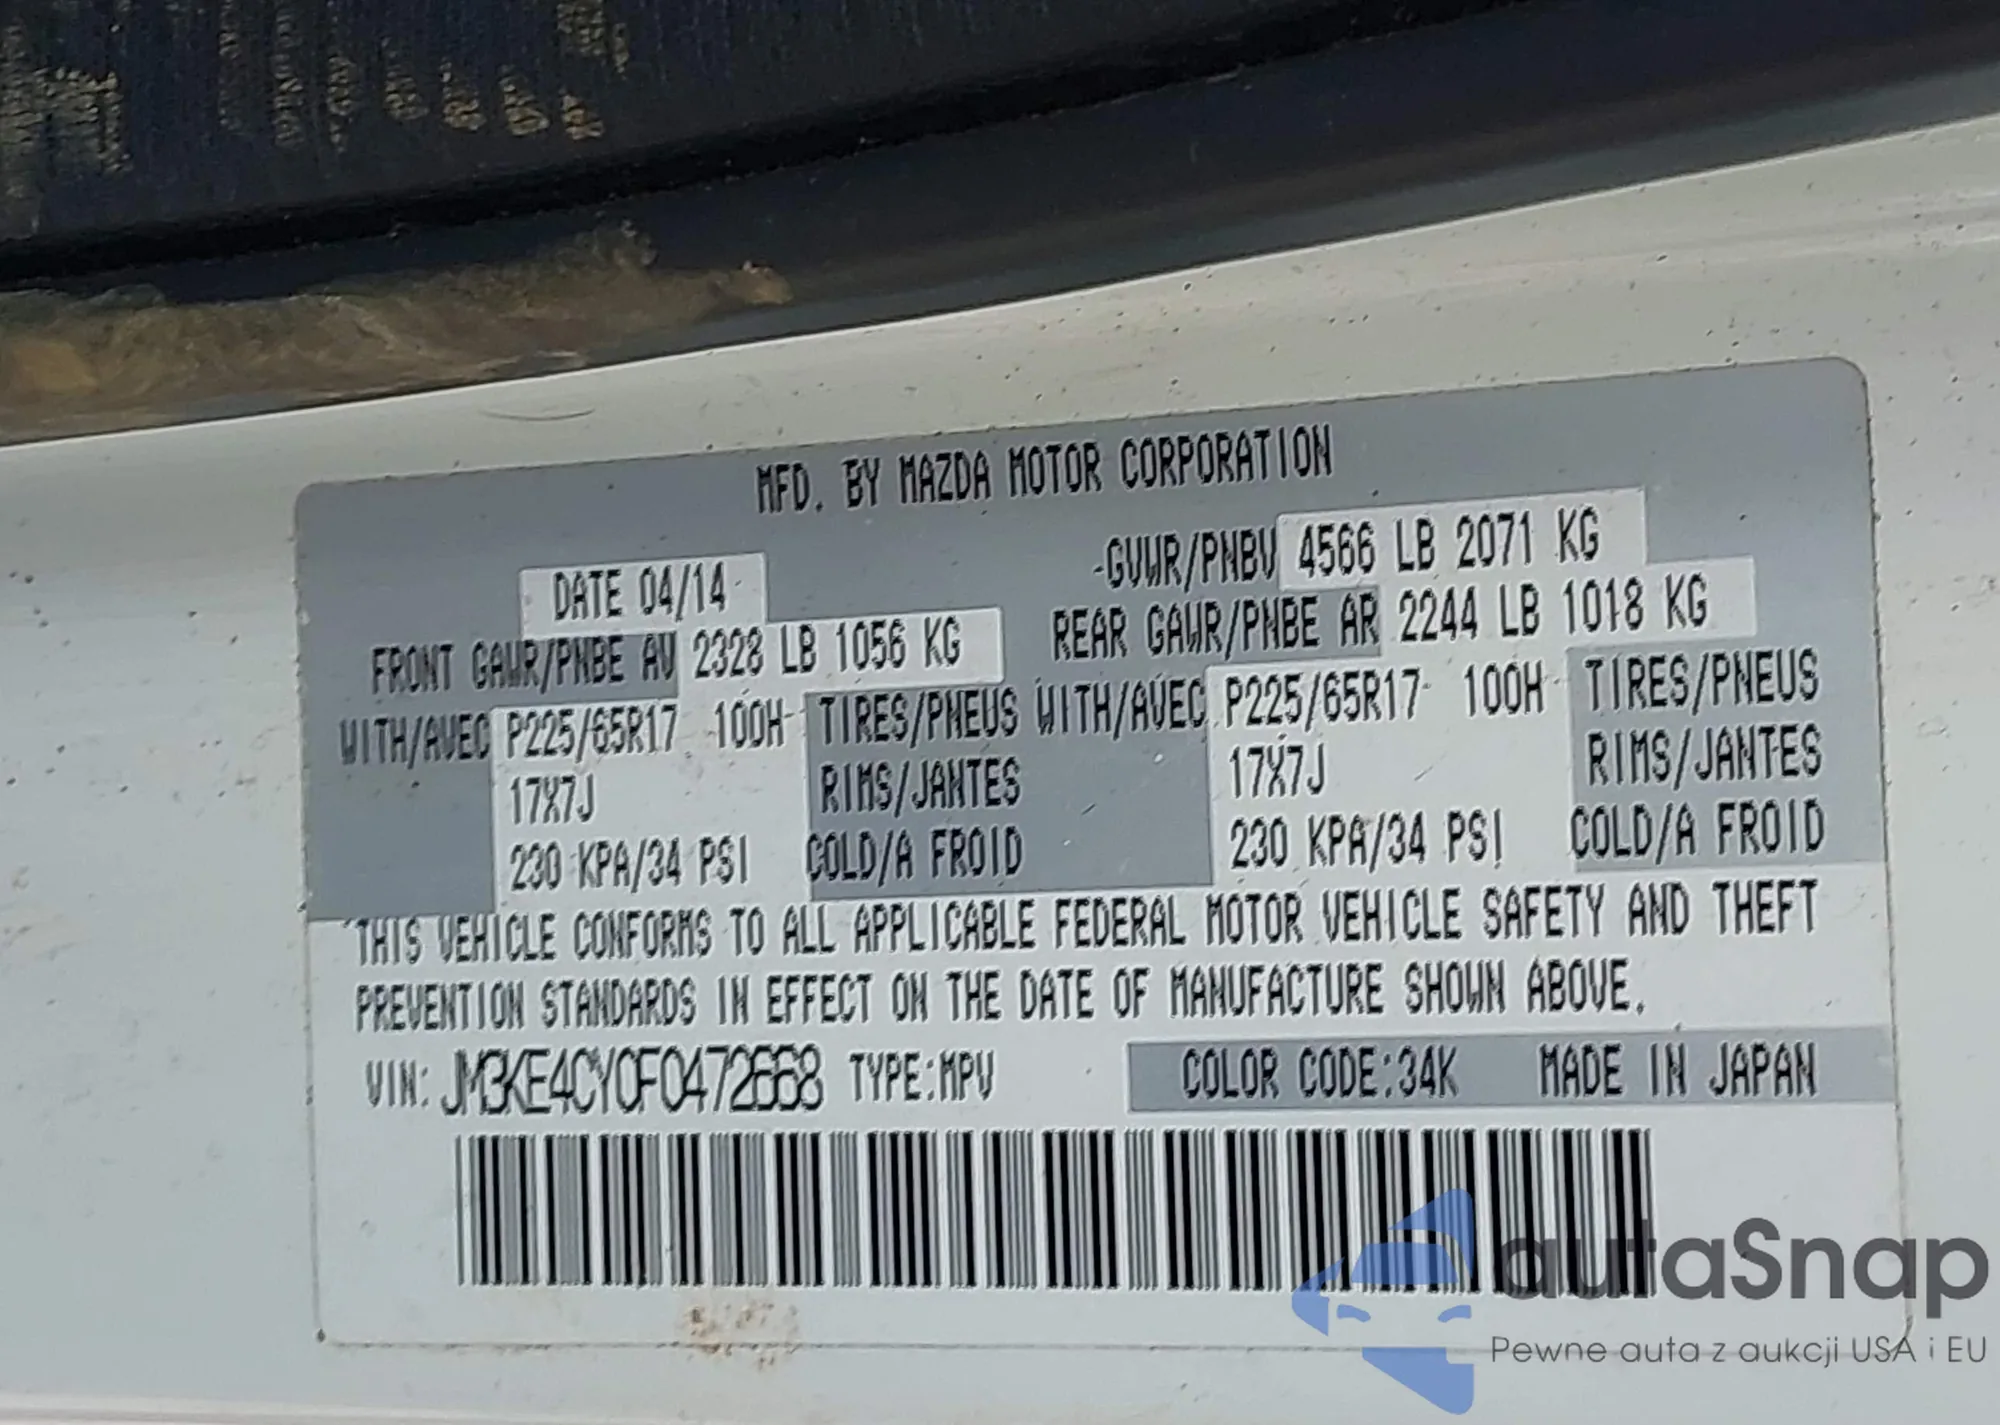 MFD. BY MAZDA MOTOR CORPORATION
DATE 04/14
GVWR/PNBV 4566 LB 2071 KG
FRONT GAWR/PNBE AV 2328 LB 1056 KG
REAR GAWR/PNBE AR 2244 LB 1018 KG
WITH/AVEC P225/65R17 100H TIRES/PNEUS
WITH/AVEC P225/65R17 100H TIRES/PNEUS
17X7J RIMS/JANTES
17X7J RIMS/JANTES
230 KPA/34 PSI COLD/A FROID
230 KPA/34 PSI COLD/A FROID
THIS VEHICLE CONFORMS TO ALL APPLICABLE FEDERAL MOTOR VEHICLE SAFETY AND THEFT
PREVENTION STANDARDS IN EFFECT ON THE DATE OF MANUFACTURE SHOWN ABOVE.
VIN: JM3KE4CY0F0472668 TYPE:MPV COLOR CODE:34K MADE IN JAPAN
autaSnap
Pewne auta z aukcji USA i EU